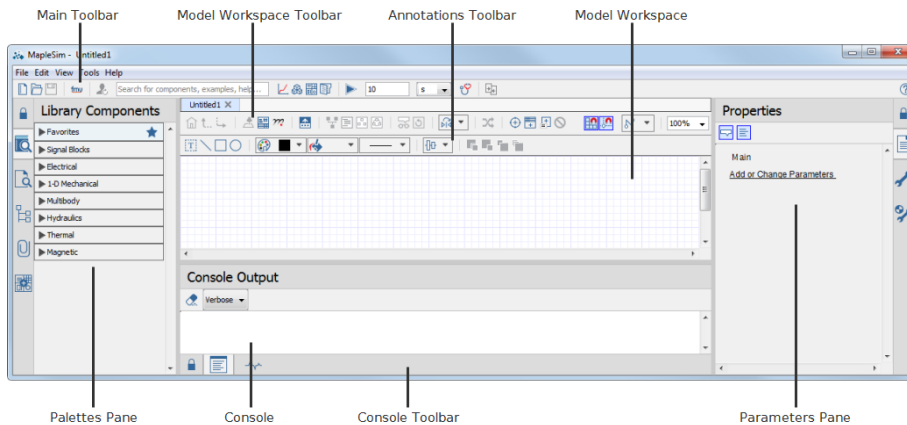 Main Toolbar Model Workspace Toolbar Annotations Toolbar Model Workspace
MapleSim - Untitled1
File Edit View Tools Help
Search for components, examples, help... 10 s
Library Components
Untitled1
Properties
Favorites
100%
Signal Blocks
Electrical
Main
1-D Mechanical
Add or Change Parameters
Multibody
Hydraulics
Thermal
Magnetic
Console Output
Verbose
Palettes Pane Console Console Toolbar Parameters Pane